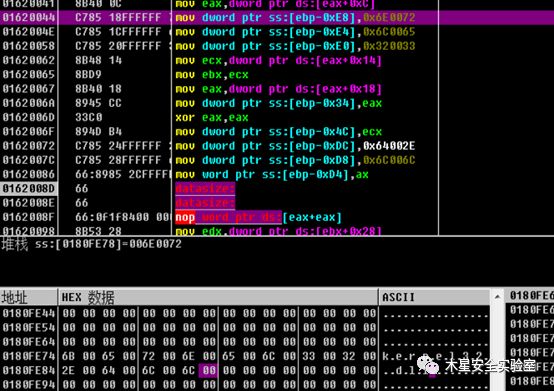 01620041 8B40 0C mov eax,dword ptr ds:[eax+0xC]
01620044 C785 18FFFFFF mov dword ptr ss:[ebp-0xE8],0x6E0072
0162004E C785 1CFFFFFF mov dword ptr ss:[ebp-0xE4],0x6C0065
01620058 C785 20FFFFFF mov dword ptr ss:[ebp-0xE0],0x320033
01620062 8B48 14 mov ecx,dword ptr ds:[eax+0x14]
01620065 8BD9 mov ebx,ecx
01620067 8B40 18 mov eax,dword ptr ds:[eax+0x18]
0162006A 8945 CC mov dword ptr ss:[ebp-0x34],eax
0162006D 33C0 xor eax,eax
0162006F 894D B4 mov dword ptr ss:[ebp-0x4C],ecx
01620072 C785 24FFFFFF mov dword ptr ss:[ebp-0xDC],0x64002E
0162007C C785 28FFFFFF mov dword ptr ss:[ebp-0xD8],0x6C006C
01620086 66:8985 2CFFFF mov word ptr ss:[ebp-0xD4],ax
0162008D 66 datasize:
0162008E 66 datasize:
0162008F 66:0F1F8400 00 nop word ptr ds:[eax+eax]
01620098 8B53 28 mov edx,dword ptr ds:[ebx+0x28]
堆栈 ss:[0180FE78]=006E0072
地址 HEX 数据 ASCII
0180FE44 00 00 00 00 00 00 00 00 00 00 00 00 00 00 00 00 ................
0180FE54 00 00 00 00 00 00 00 00 00 00 00 00 00 00 00 00 ................
0180FE64 00 00 00 00 00 00 00 00 00 00 00 00 00 00 00 00 ................
0180FE74 6B 00 65 00 72 00 6E 00 65 00 6C 00 33 00 32 00 k.e.r.n.e.l.3.2.
0180FE84 2E 00 64 00 6C 00 6C 00 00 00 00 00 00 00 00 00
0180FE94 00 00 00 00 00 00 00 00 00 00 00 00 00 00 00 00 ................
木星安全实验室